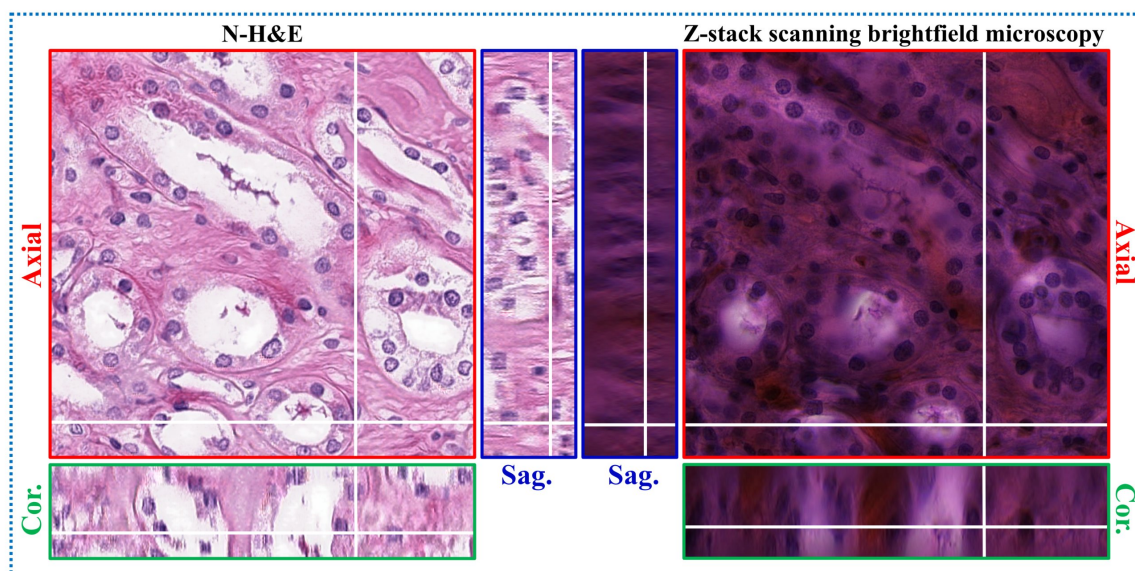 N-H&E
Z-stack scanning brightfield microscopy
Axial
Axial
Sag.
Sag.
Cor.
Cor.